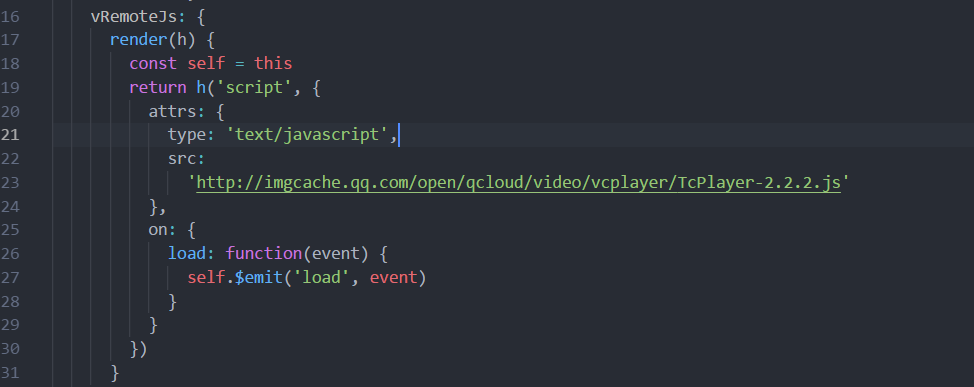 16 vRemoteJs: {
17 render(h) {
18 const self = this
19 return h('script', {
20 attrs: {
21 type: 'text/javascript',
22 src:
23 'http://imgcache.qq.com/open/qcloud/video/vcplayer/TcPlayer-2.2.2.js'
24 },
25 on: {
26 load: function(event) {
27 self.$emit('load', event)
28 }
29 }
30 })
31 }